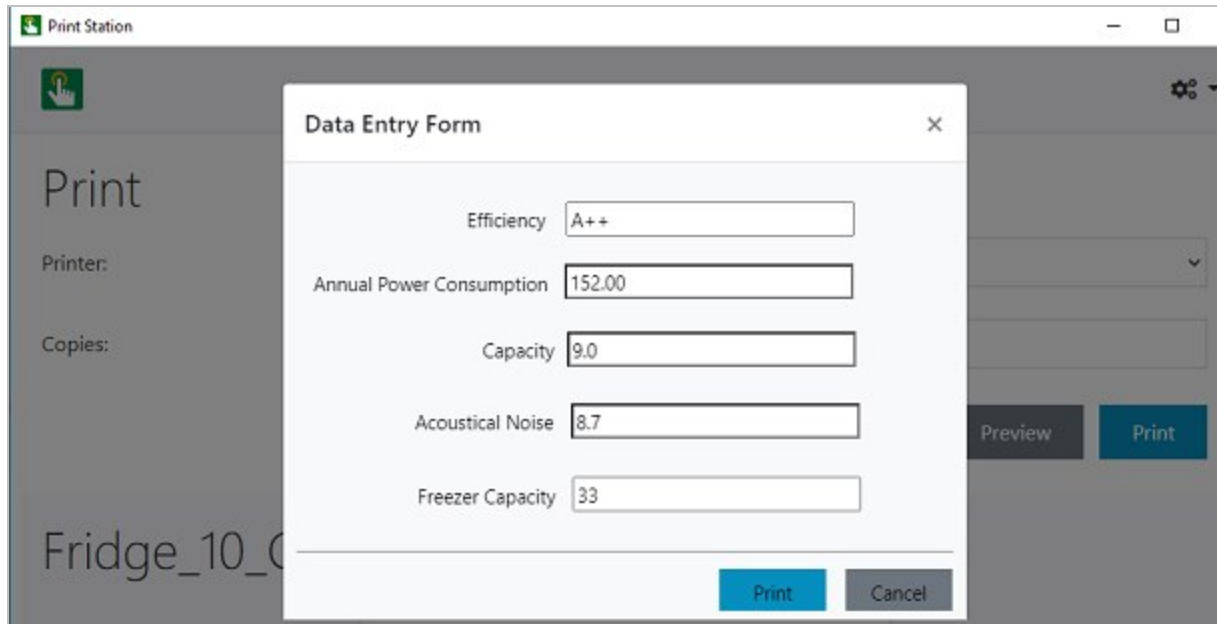 Print Station
Data Entry Form
Print
Efficiency A++
Printer:
Annual Power Consumption 152.00
Copies:
Capacity 9.0
Acoustical Noise 8.7
Preview Print
Freezer Capacity 33
Fridge_10_
Print Cancel